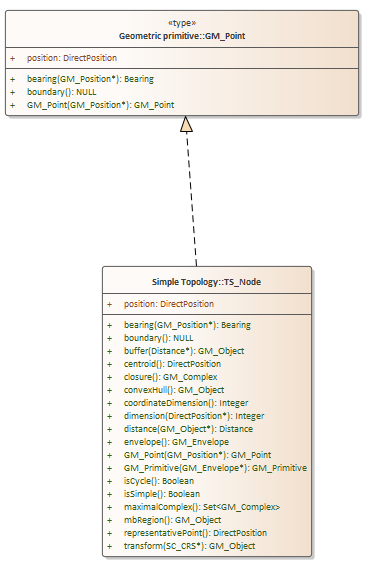 «type»
Geometric primitive::GM_Point
+ position: DirectPosition
+ bearing(GM_Position*): Bearing
+ boundary(): NULL
+ GM_Point(GM_Position*): GM_Point
Simple Topology::TS_Node
+ position: DirectPosition
+ bearing(GM_Position*): Bearing
+ boundary(): NULL
+ buffer(Distance*): GM_Object
+ centroid(): DirectPosition
+ closure(): GM_Complex
+ convexHull(): GM_Object
+ coordinateDimension(): Integer
+ dimension(DirectPosition*): Integer
+ distance(GM_Object*): Distance
+ envelope(): GM_Envelope
+ GM_Point(GM_Position*): GM_Point
+ GM_Primitive(GM_Envelope*): GM_Primitive
+ isCycle(): Boolean
+ isSimple(): Boolean
+ maximalComplex(): Set<GM_Complex>
+ mbRegion(): GM_Object
+ representativePoint(): DirectPosition
+ transform(SC_CRS*): GM_Object